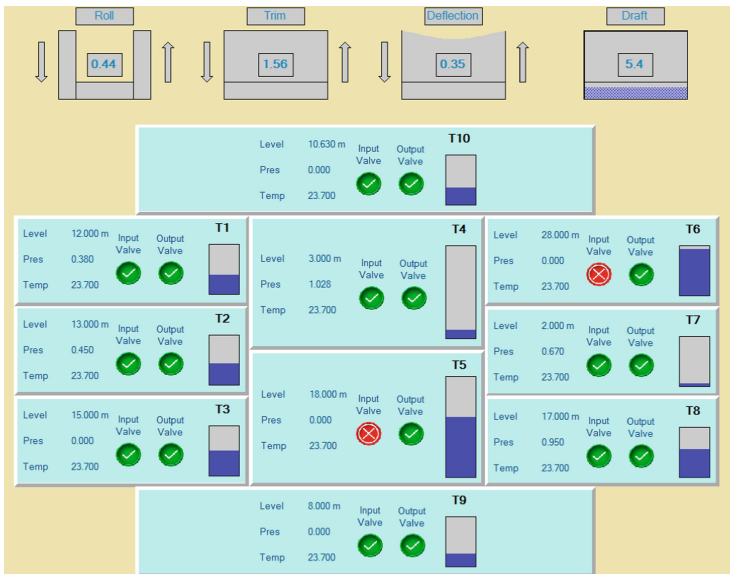 Roll Trim Deflection Draft
0.44 1.56 0.35 5.4
T10
Level 10.630 m Input Valve Output Valve
Pres 0.000
Temp 23.700
T1
Level 12.000 m Input Valve Output Valve
Pres 0.380
Temp 23.700
T4
Level 3.000 m Input Valve Output Valve
Pres 1.028
Temp 23.700
T6
Level 28.000 m Input Valve Output Valve
Pres 0.000
Temp 23.700
T2
Level 13.000 m Input Valve Output Valve
Pres 0.450
Temp 23.700
T7
Level 2.000 m Input Valve Output Valve
Pres 0.670
Temp 23.700
T5
Level 18.000 m Input Valve Output Valve
Pres 0.000
Temp 23.700
T3
Level 15.000 m Input Valve Output Valve
Pres 0.000
Temp 23.700
T8
Level 17.000 m Input Valve Output Valve
Pres 0.950
Temp 23.700
T9
Level 8.000 m Input Valve Output Valve
Pres 0.000
Temp 23.700